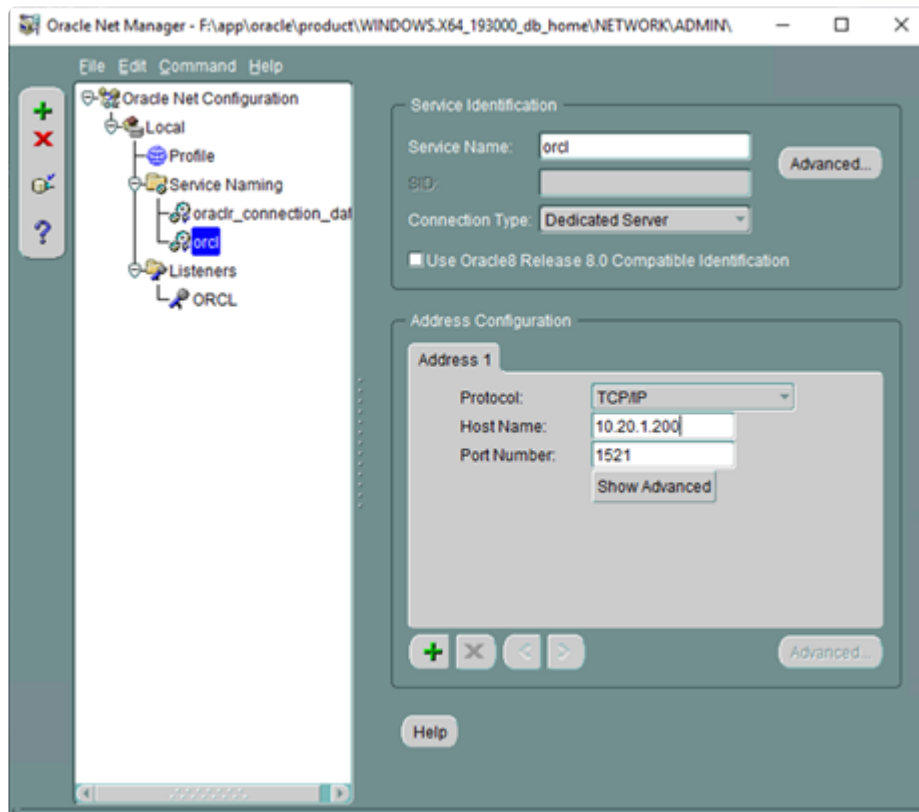 Oracle Net Manager - F:\app\oracle\product\WINDOWS.X64_193000_db_home\NETWORK\ADMIN\
File Edit Command Help
Oracle Net Configuration
Local
Profile
Service Naming
oraclr_connection_dat
orcl
Listeners
ORCL
Service Identification
Service Name: orcl
SID:
Advanced...
Connection Type: Dedicated Server
Use Oracle8 Release 8.0 Compatible Identification
Address Configuration
Address 1
Protocol: TCP/IP
Host Name: 10.20.1.200
Port Number: 1521
Show Advanced
Advanced...
Help